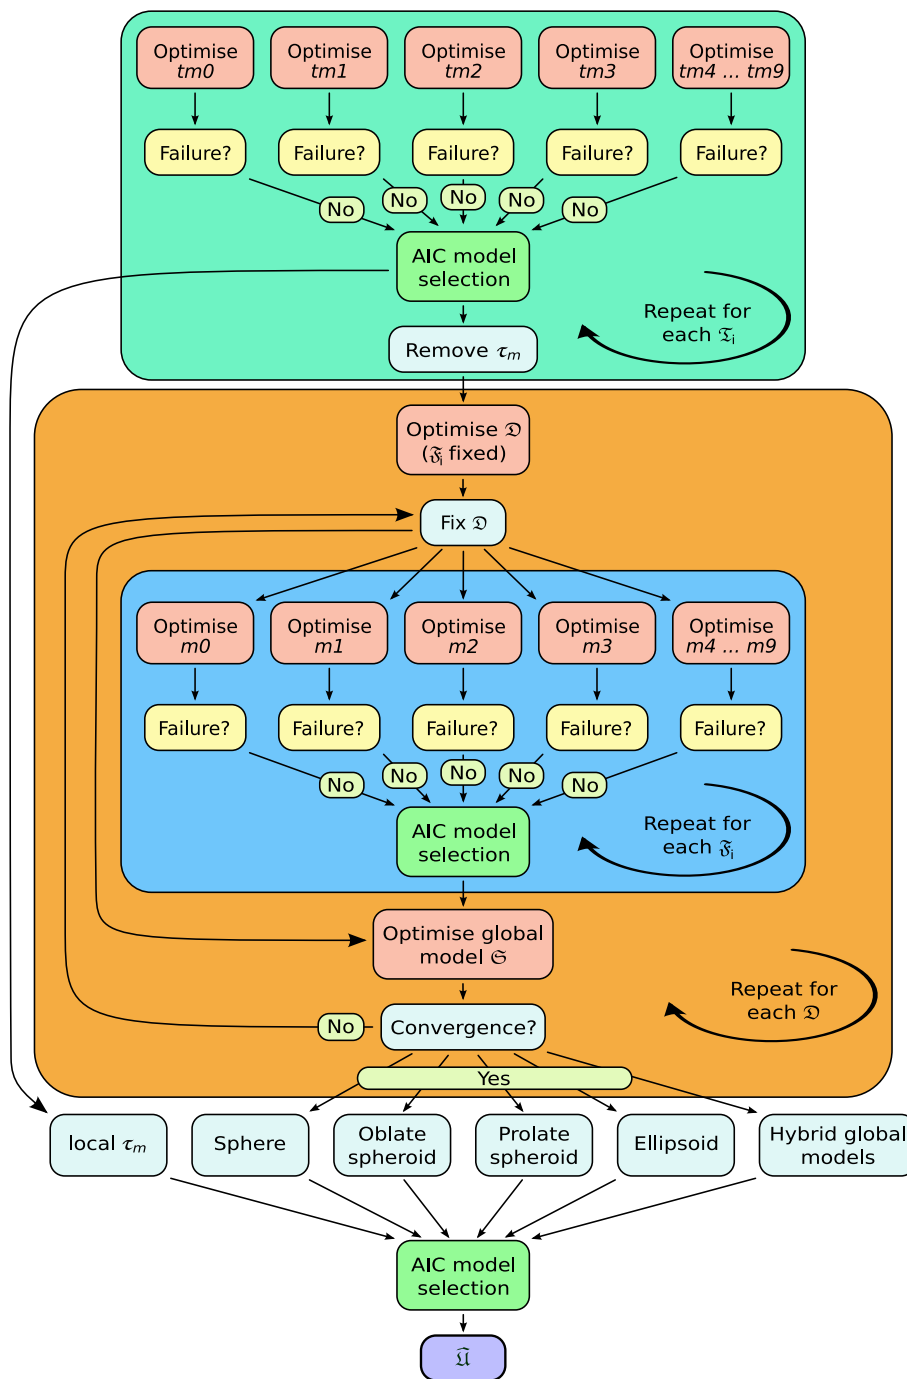 Optimise
tm0
Optimise
tm1
Optimise
tm2
Optimise
tm3
Optimise
tm4 ... tm9
Failure?
Failure?
Failure?
Failure?
Failure?
No
No
No
No
No
AIC model
selection
Repeat for
each 𝔗i
Remove τm
Optimise 𝔇
(𝔉i fixed)
Fix 𝔇
Optimise
m0
Optimise
m1
Optimise
m2
Optimise
m3
Optimise
m4 ... m9
Failure?
Failure?
Failure?
Failure?
Failure?
No
No
No
No
No
AIC model
selection
Repeat for
each 𝔉i
Optimise global
model 𝔖
Repeat for
each 𝔇
No
Convergence?
Yes
local τm
Sphere
Oblate
spheroid
Prolate
spheroid
Ellipsoid
Hybrid global
models
AIC model
selection
𝔘̂